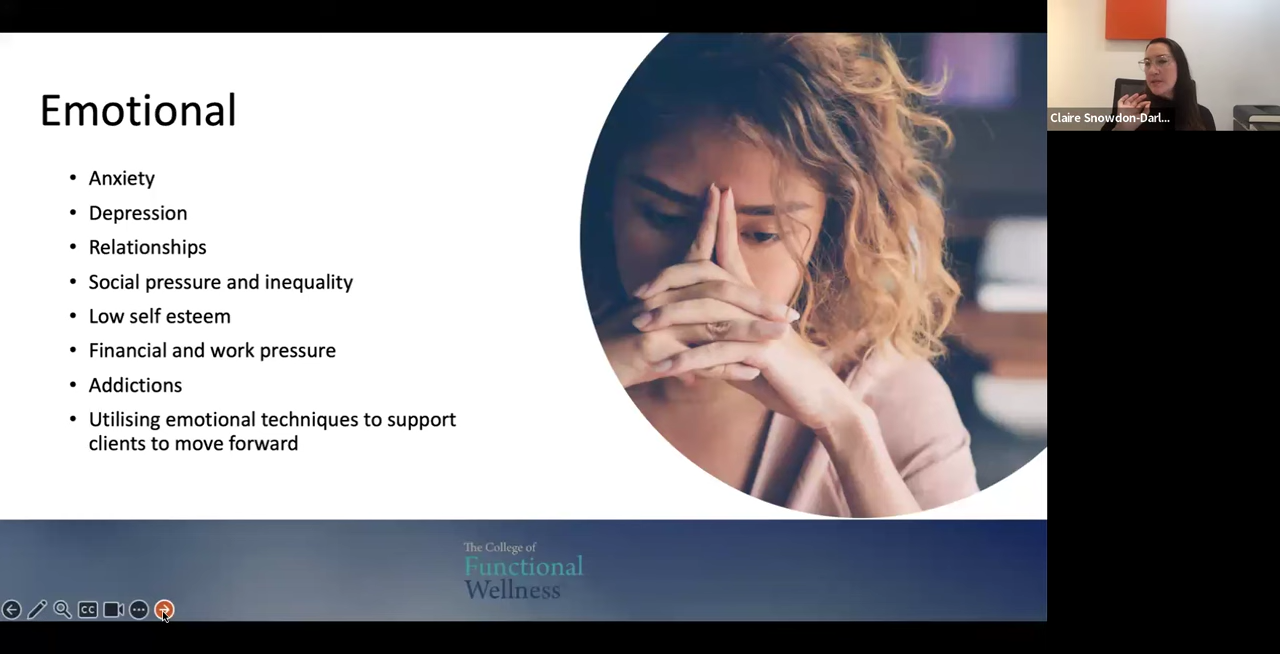 Emotional
• Anxiety
• Depression
• Relationships
• Social pressure and inequality
• Low self esteem
• Financial and work pressure
• Addictions
• Utilising emotional techniques to support
clients to move forward
The College of
Functional
Wellness
CC
Claire Snowdon-Darl...